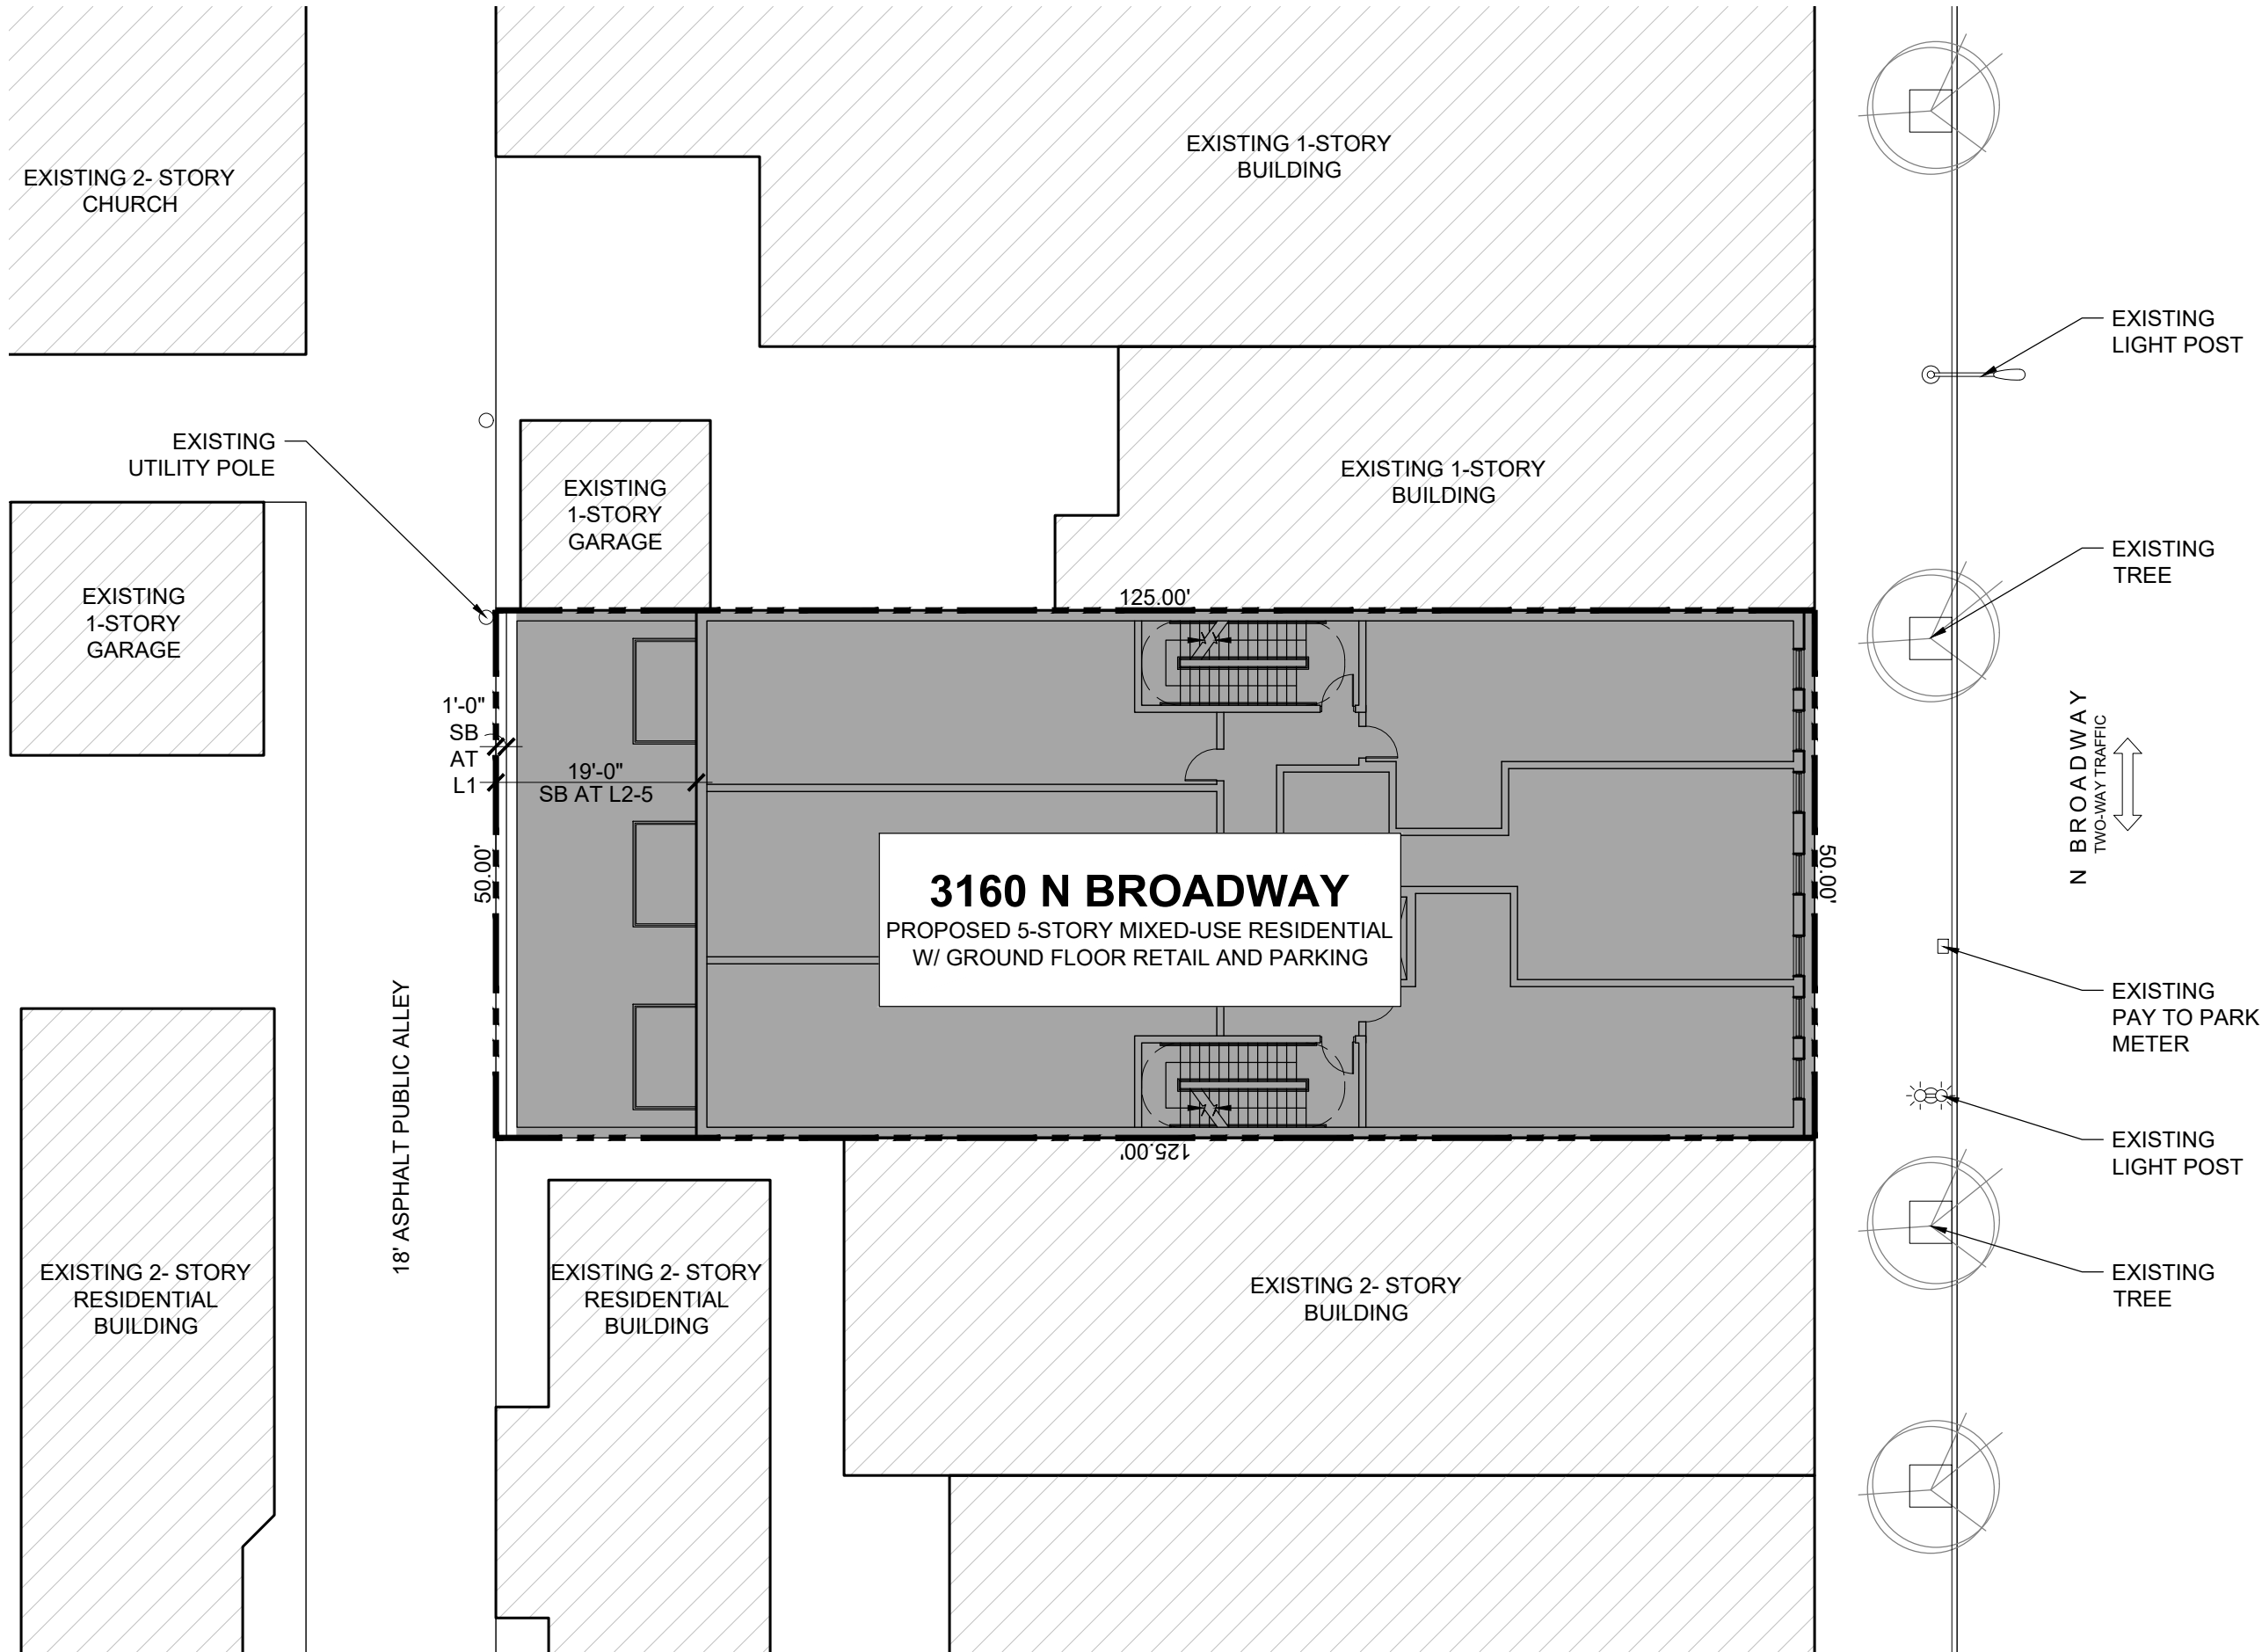 EXISTING 2- STORY
CHURCH
EXISTING 1-STORY
BUILDING
EXISTING
LIGHT POST
EXISTING
UTILITY POLE
EXISTING
1-STORY
GARAGE
EXISTING 1-STORY
BUILDING
EXISTING
TREE
EXISTING
1-STORY
GARAGE
125.00'
1'-0"
SB
AT
L1
19'-0"
SB AT L2-5
50.00'
3160 N BROADWAY
PROPOSED 5-STORY MIXED-USE RESIDENTIAL
W/ GROUND FLOOR RETAIL AND PARKING
50.00'
N BROADWAY
TWO-WAY TRAFFIC
EXISTING
PAY TO PARK
METER
18' ASPHALT PUBLIC ALLEY
125.00'
EXISTING
LIGHT POST
EXISTING 2- STORY
RESIDENTIAL
BUILDING
EXISTING 2- STORY
RESIDENTIAL
BUILDING
EXISTING 2- STORY
BUILDING
EXISTING
TREE